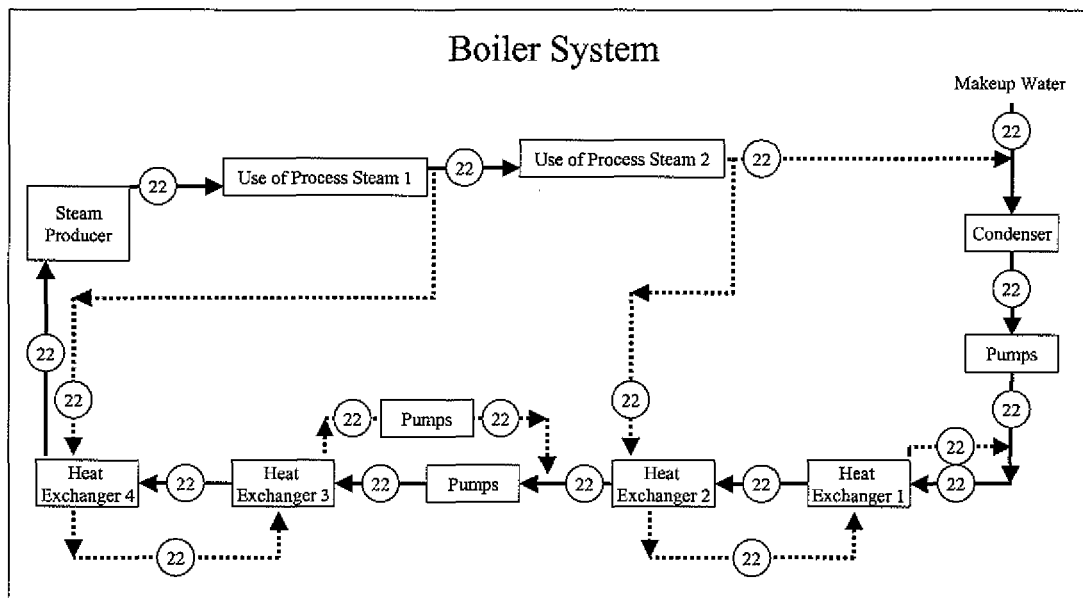 Boiler System
Makeup Water
22
22
Use of Process Steam 2
22
Use of Process Steam 1
22
Steam
Producer
Condenser
22
22
Pumps
22
22
Pumps
22
22
22
22
Heat
Exchanger 4
22
Heat
Exchanger 3
22
Pumps
22
Heat
Exchanger 2
22
Heat
Exchanger 1
22
22
22